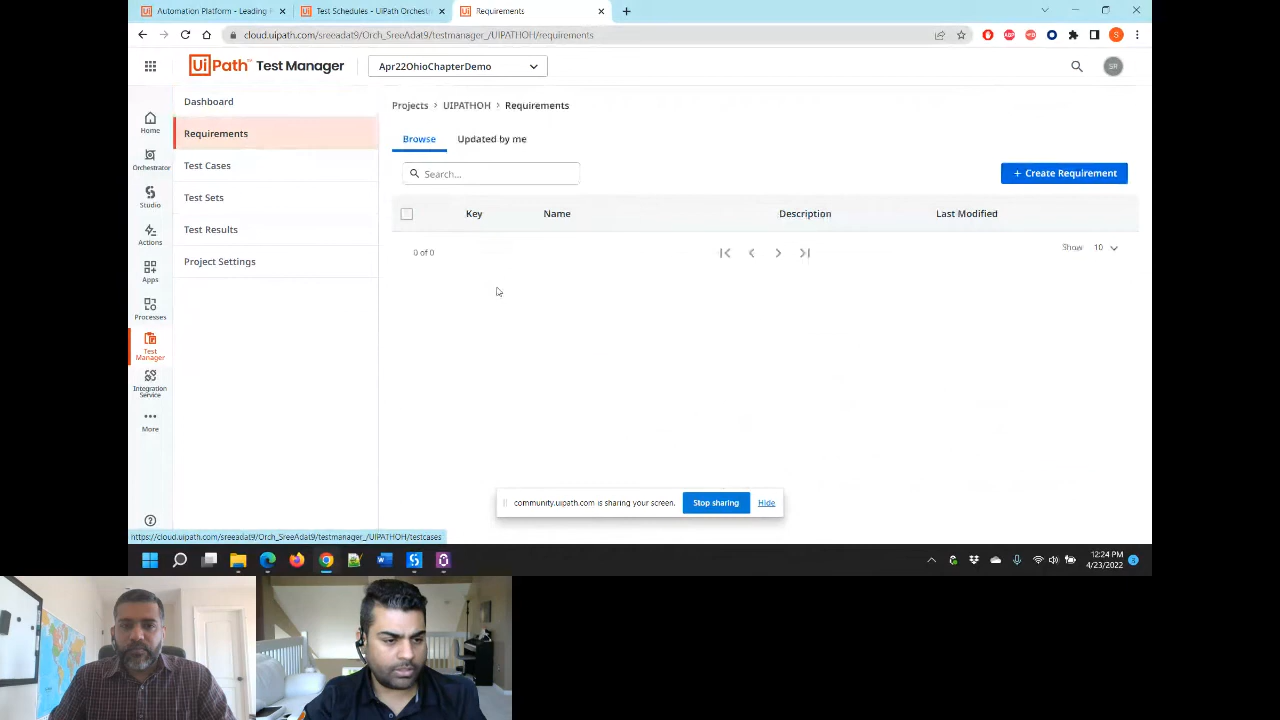 Automation Platform - Leading R
Test Schedules - UiPath Orchestr
Requirements
cloud.uipath.com/sreeadat9/Orch_SreeAdat9/testmanager_/UIPATHOH/requirements
UiPath Test Manager
Apr22OhioChapterDemo
SR
Home
Orchestrator
Studio
Actions
Apps
Processes
Test Manager
Integration Service
More
Dashboard
Requirements
Test Cases
Test Sets
Test Results
Project Settings
Projects > UIPATHOH > Requirements
Browse
Updated by me
Search...
+ Create Requirement
Key
Name
Description
Last Modified
0 of 0
Show: 10
community.uipath.com is sharing your screen.
Stop sharing
Hide
https://cloud.uipath.com/sreeadat9/Orch_SreeAdat9/testmanager_/UIPATHOH/testcases
12:24 PM
4/23/2022